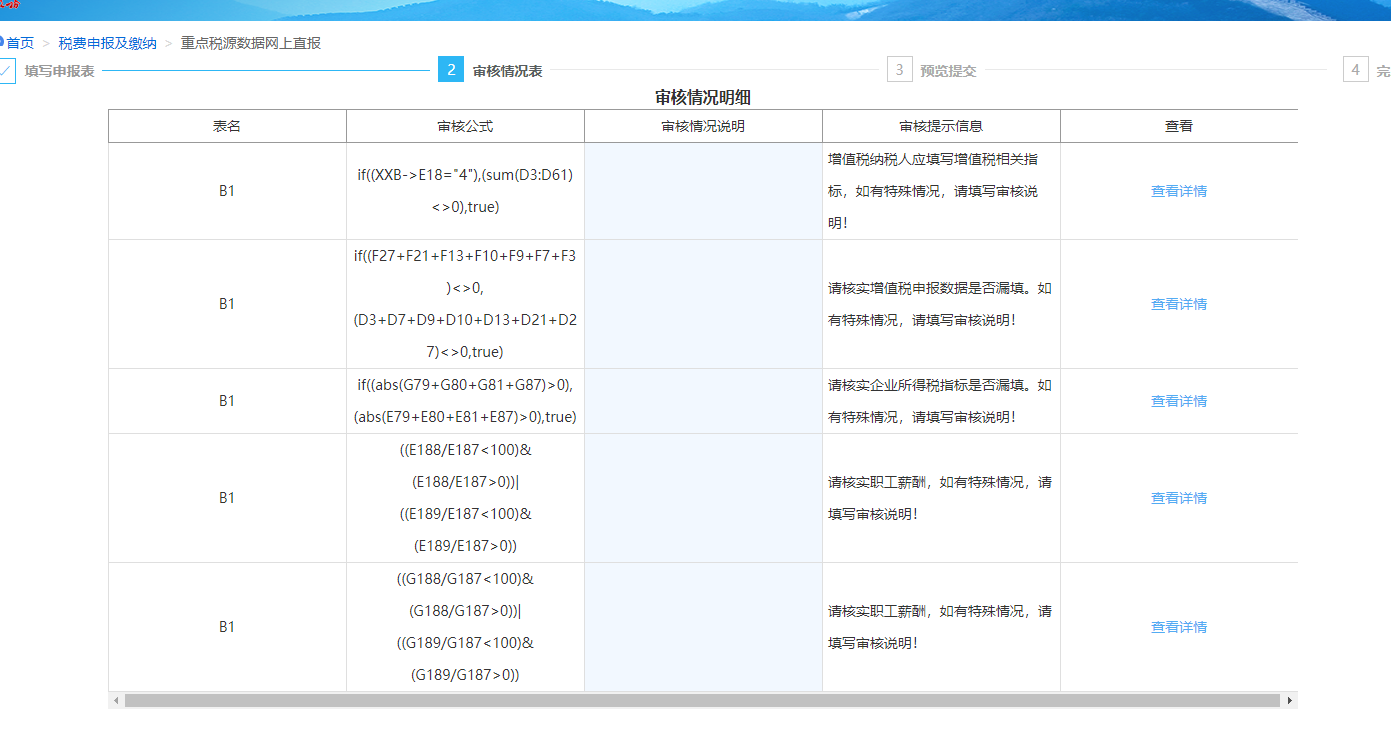 首页 > 税费申报及缴纳 > 重点税源数据网上直报
填写申报表 2 审核情况表 3 预览提交 4 完
审核情况明细
表名 审核公式 审核情况说明 审核提示信息 查看
B1
if((XXB->E18="4"),(sum(D3:D61)
<>0),true)
增值税纳税人应填写增值税相关指
标，如有特殊情况，请填写审核说
明！
查看详情
B1
if((F27+F21+F13+F10+F9+F7+F3
)<>0,
(D3+D7+D9+D10+D13+D21+D2
7)<>0,true)
请核实增值税申报数据是否漏填。如
有特殊情况，请填写审核说明！
查看详情
B1
if((abs(G79+G80+G81+G87)>0),
(abs(E79+E80+E81+E87)>0),true)
请核实企业所得税指标是否漏填。如
有特殊情况，请填写审核说明！
查看详情
B1
((E188/E187<100)&
(E188/E187>0))|
((E189/E187<100)&
(E189/E187>0))
请核实职工薪酬，如有特殊情况，请
填写审核说明！
查看详情
B1
((G188/G187<100)&
(G188/G187>0))|
((G189/G187<100)&
(G189/G187>0))
请核实职工薪酬，如有特殊情况，请
填写审核说明！
查看详情